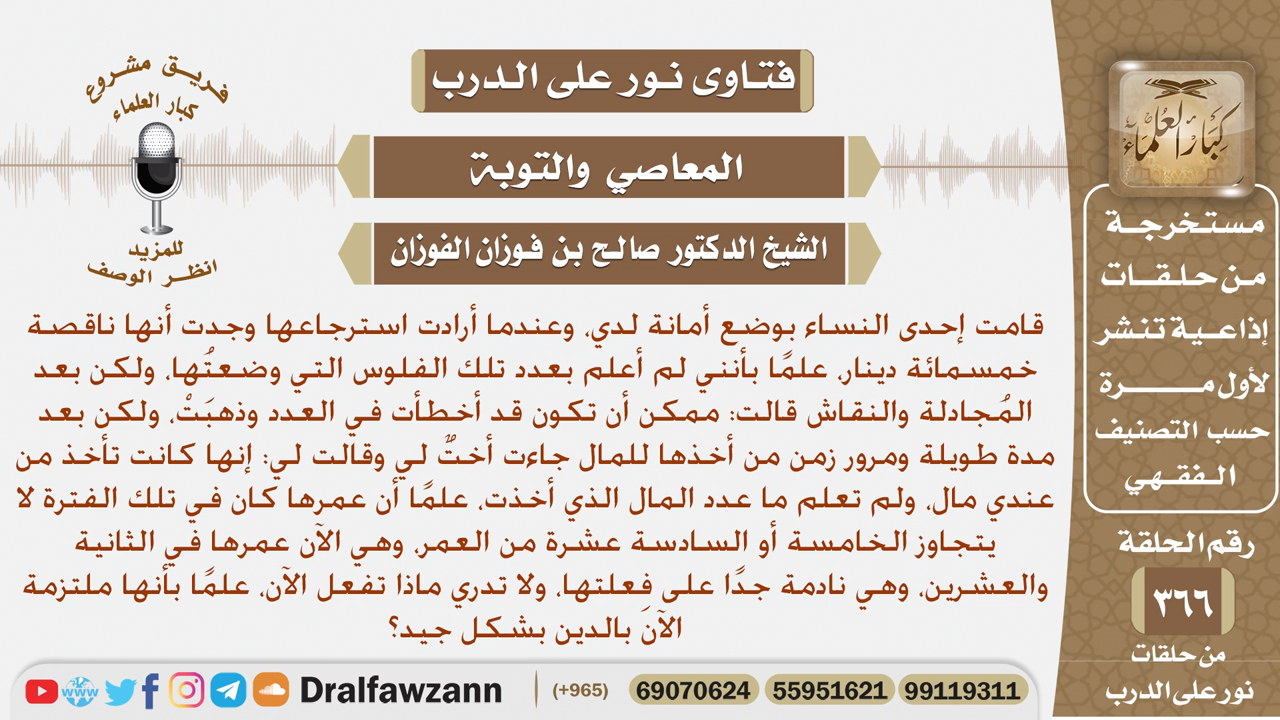 فتاوى نور على الدرب
المعاصي والتوبة
الشيخ الدكتور صالح بن فوزان الفوزان
فريق مشروع
كبار العلماء
للمزيد
انظر الوصف
كبار العلماء
مستخرجة
من حلقات
إذاعية تنشر
لأول مرة
حسب التصنيف
الفقهي
رقم الحلقة
٣٦٦
من حلقات
نور على الدرب
قامت إحدى النساء بوضع أمانة لدي، وعندما أرادت استرجاعها وجدت أنها ناقصة
خمسمائة دينار، علمًا بأنني لم أعلم بعدد تلك الفلوس التي وضعتُها، ولكن بعد
المُجادلة والنقاش قالت: ممكن أن تكون قد أخطأت في العدد وذهبَتْ، ولكن بعد
مدة طويلة ومرور زمن من أخذها للمال جاءت أختٌ لي وقالت لي: إنها كانت تأخذ من
عندي مال، ولم تعلم ما عدد المال الذي أخذت، علمًا أن عمرها كان في تلك الفترة لا
يتجاوز الخامسة أو السادسة عشرة من العمر، وهي الآن عمرها في الثانية
والعشرين، وهي نادمة جدًا على فعلتها، ولا تدري ماذا تفعل الآن، علمًا بأنها ملتزمة
الآنَ بالدين بشكل جيد؟
www
Dralfawzann
(+965)
69070624
55951621
99119311